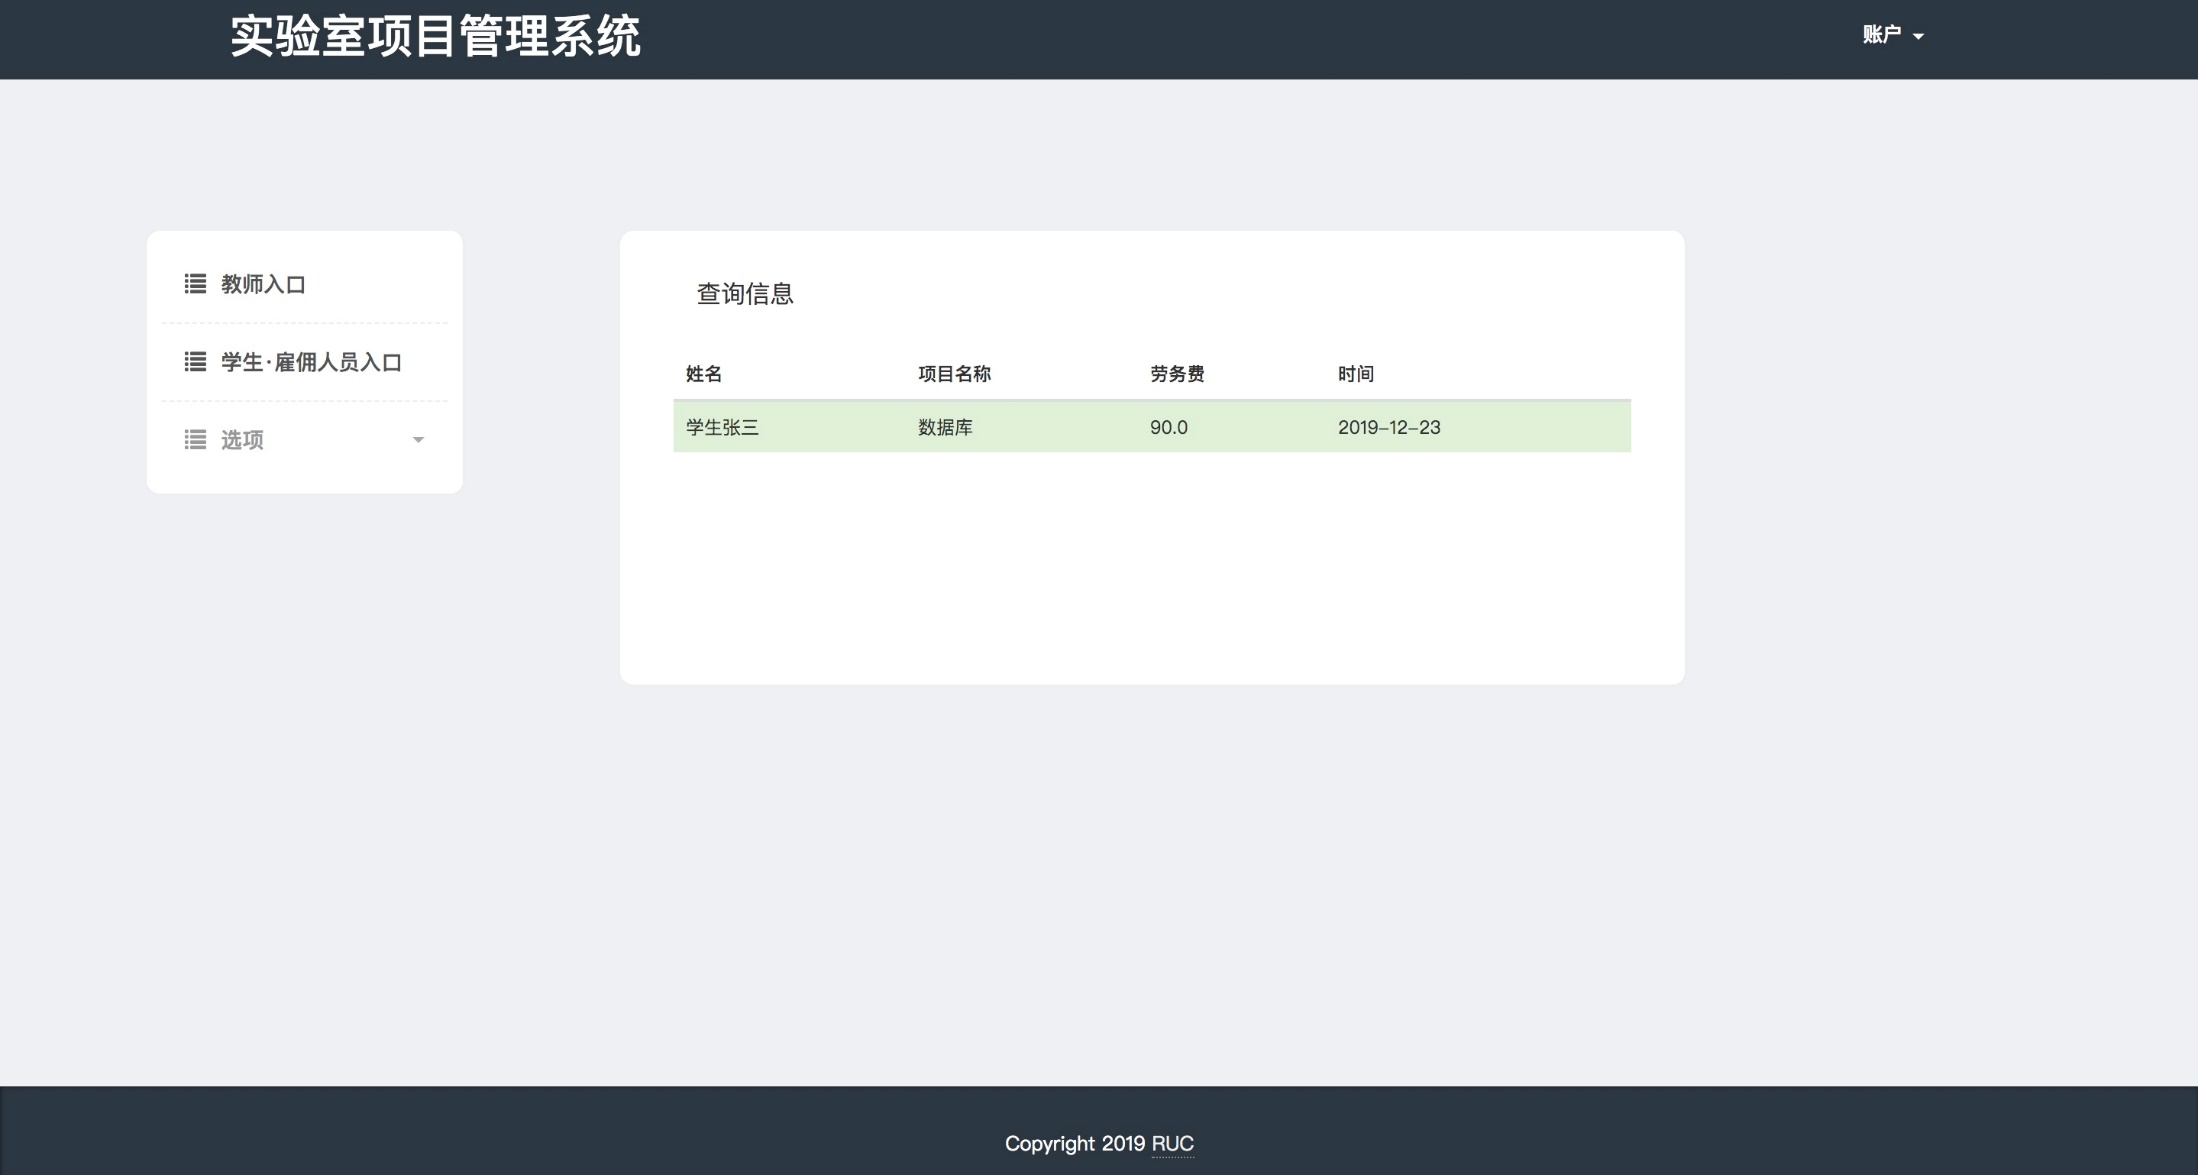 实验室项目管理系统
账户
教师入口
学生·雇佣人员入口
选项
查询信息
姓名 项目名称 劳务费 时间
学生张三 数据库 90.0 2019-12-23
Copyright 2019 RUC